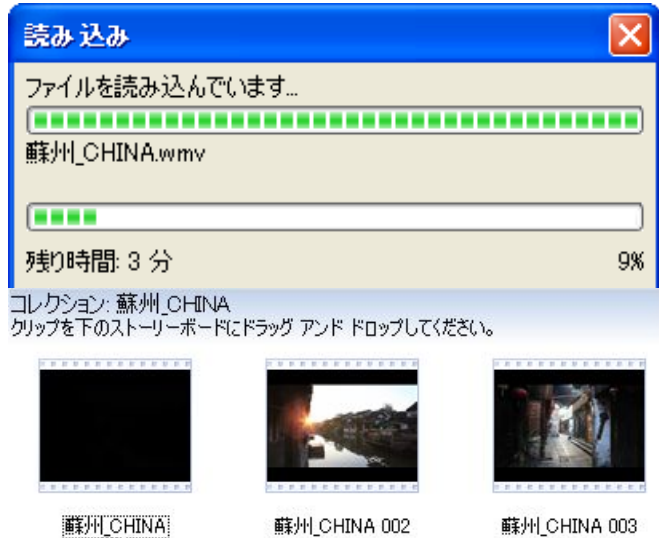 読み込み
ファイルを読み込んでいます...
蘇州_CHINA.wmv
残り時間: 3 分
9%
コレクション: 蘇州_CHINA
クリップを下のストーリーボードにドラッグ アンド ドロップしてください。
蘇州_CHINA
蘇州_CHINA 002
蘇州_CHINA 003